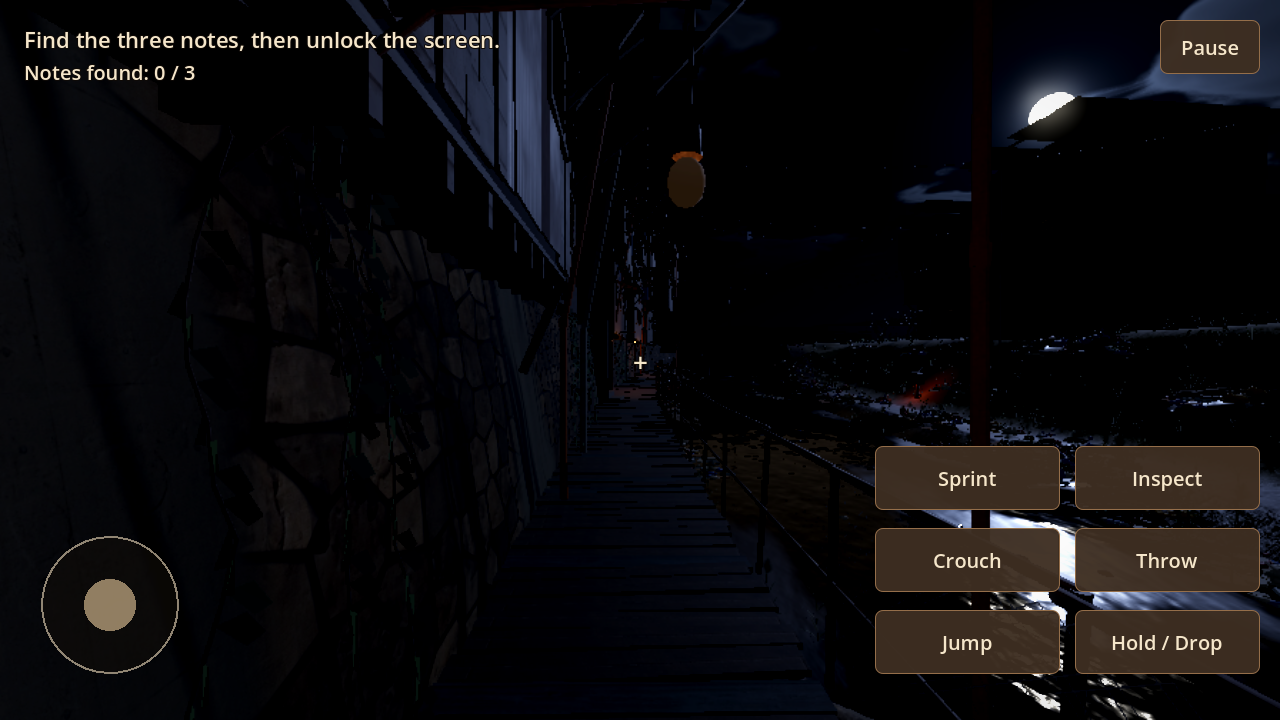 Find the three notes, then unlock the screen.
Notes found: 0 / 3
Pause
Sprint
Inspect
Crouch
Throw
Jump
Hold / Drop